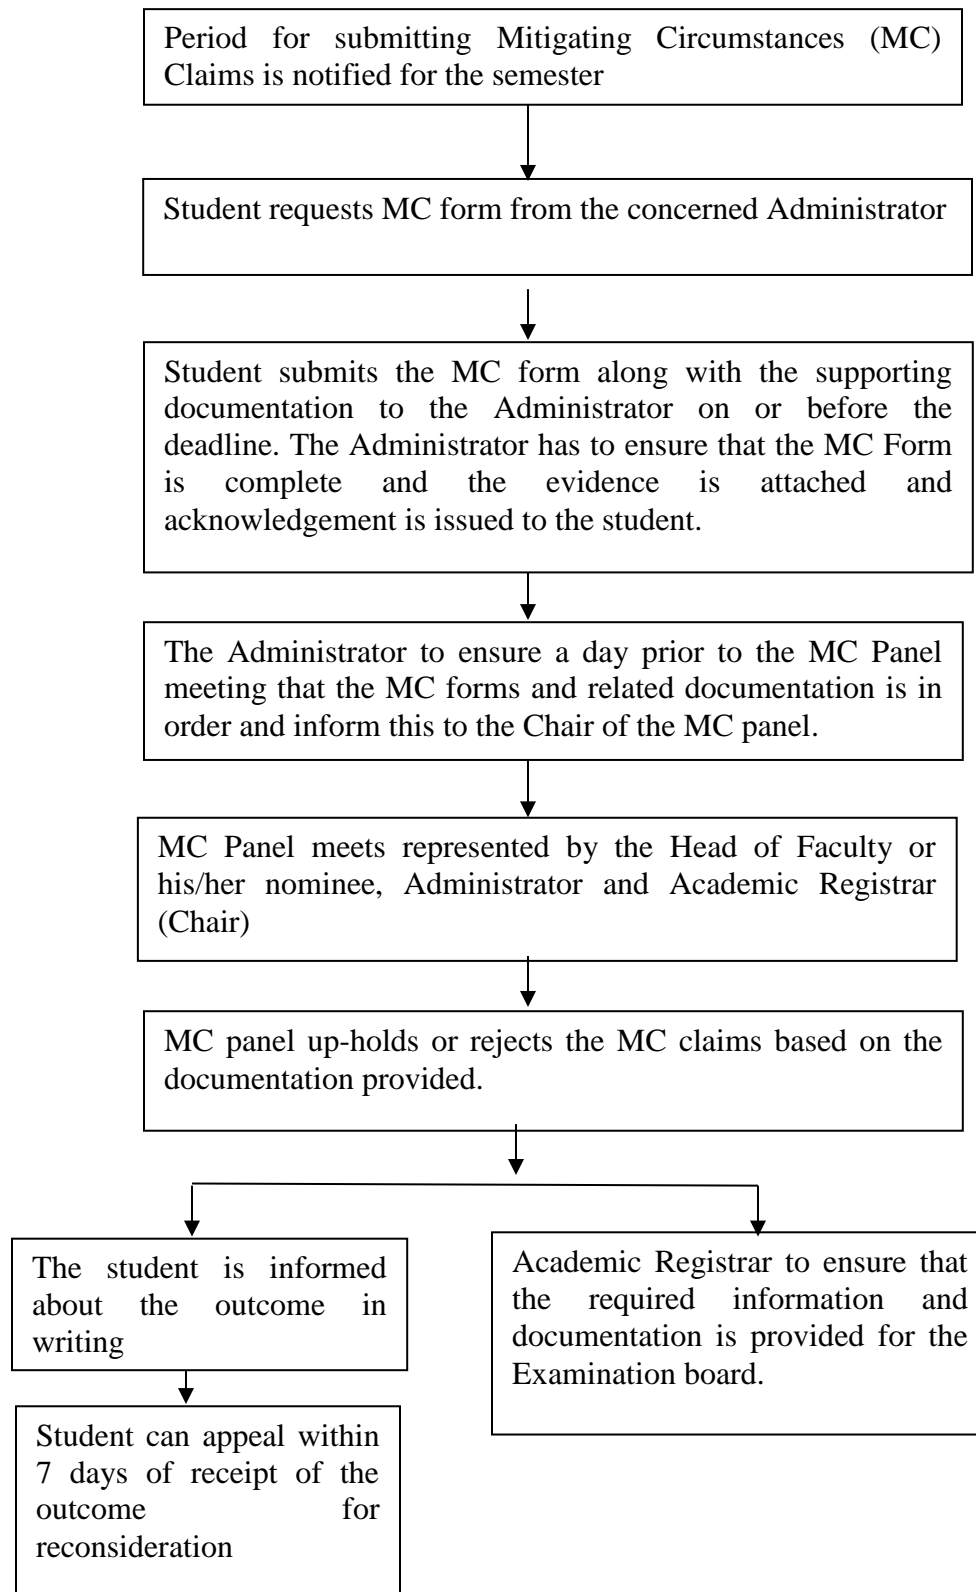 Period for submitting Mitigating Circumstances (MC)
Claims is notified for the semester
Student requests MC form from the concerned Administrator
Student submits the MC form along with the supporting
documentation to the Administrator on or before the
deadline. The Administrator has to ensure that the MC Form
is complete and the evidence is attached and
acknowledgement is issued to the student.
The Administrator to ensure a day prior to the MC Panel
meeting that the MC forms and related documentation is in
order and inform this to the Chair of the MC panel.
MC Panel meets represented by the Head of Faculty or
his/her nominee, Administrator and Academic Registrar
(Chair)
MC panel up-holds or rejects the MC claims based on the
documentation provided.
The student is informed
about the outcome in
writing
Academic Registrar to ensure that
the required information and
documentation is provided for the
Examination board.
Student can appeal within
7 days of receipt of the
outcome for
reconsideration